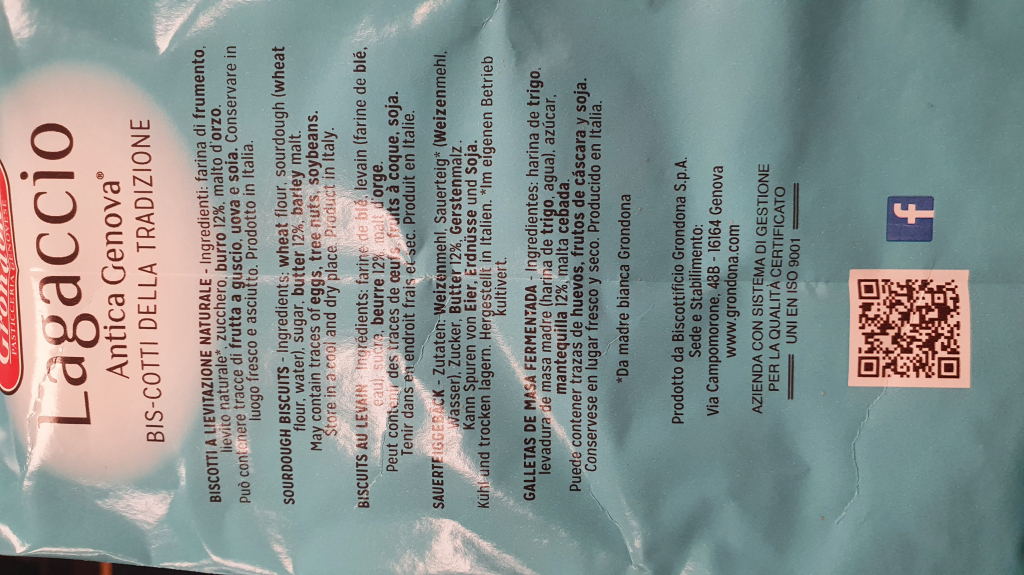 Grondona
PASTICCERIA GENOVESE
Lagaccio
Antica Genova®
BIS-COTTI DELLA TRADIZIONE
BISCOTTI A LIEVITAZIONE NATURALE - Ingredienti: farina di frumento,
lievito naturale*, zucchero, burro 12%, malto d'orzo.
Può contenere tracce di frutta a guscio, uova e soia. Conservare in
luogo fresco e asciutto. Prodotto in Italia.
SOURDOUGH BISCUITS - Ingredients: wheat flour, sourdough (wheat
flour, water), sugar, butter 12%, barley malt.
May contain traces of eggs, tree nuts, soybeans.
Store in a cool and dry place. Product in Italy.
BISCUITS AU LEVAIN - Ingredients: farine de blé, levain (farine de blé,
eau), sucre, beurre 12%, malt d'orge.
Peut contenir des traces de œufs, fruits à coque, soja.
Tenir dans en endroit frais et sec. Produit en Italie.
SAUERTEIGGEBÄCK - Zutaten: Weizenmehl, Sauerteig* (Weizenmehl,
Wasser), Zucker, Butter 12%, Gerstenmalz.
Kann Spuren von Eier, Erdnüsse und Soja.
Kühl und trocken lagern. Hergestellt in Italien. *Im eigenen Betrieb
kultivert.
GALLETAS DE MASA FERMENTADA - Ingredientes: harina de trigo,
levadura de masa madre (harina de trigo, agua), azúcar,
mantequilla 12%, malta cebada.
Puede contener trazas de huevos, frutos de cáscara y soja.
Conservese en lugar fresco y seco. Producido en Itália.
*Da madre bianca Grondona
Prodotto da Biscottificio Grondona S.p.A.
Sede e Stabilimento:
Via Campomorone, 48B - 16164 Genova
www.grondona.com
AZIENDA CON SISTEMA DI GESTIONE
PER LA QUALITÀ CERTIFICATO
UNI EN ISO 9001
f